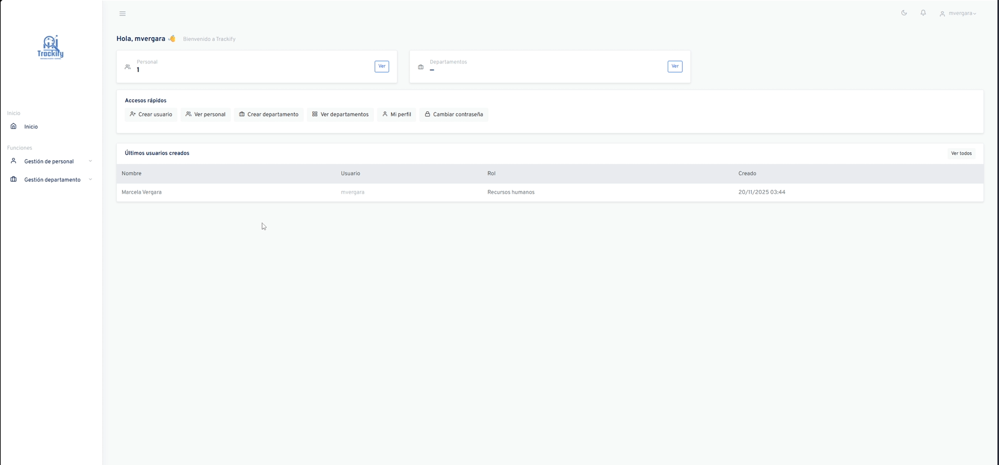 mvergara
Hola, mvergara 👋 Bienvenido a Trackify
Trackify
Personal
1
Ver
Departamentos
–
Ver
Accesos rápidos
Crear usuario
Ver personal
Crear departamento
Ver departamentos
Mi perfil
Cambiar contraseña
Inicio
Inicio
Funciones
Gestión de personal
Gestión departamento
Últimos usuarios creados
Ver todos
Nombre Usuario Rol Creado
Marcela Vergara mvergara Recursos humanos 20/11/2025 03:44